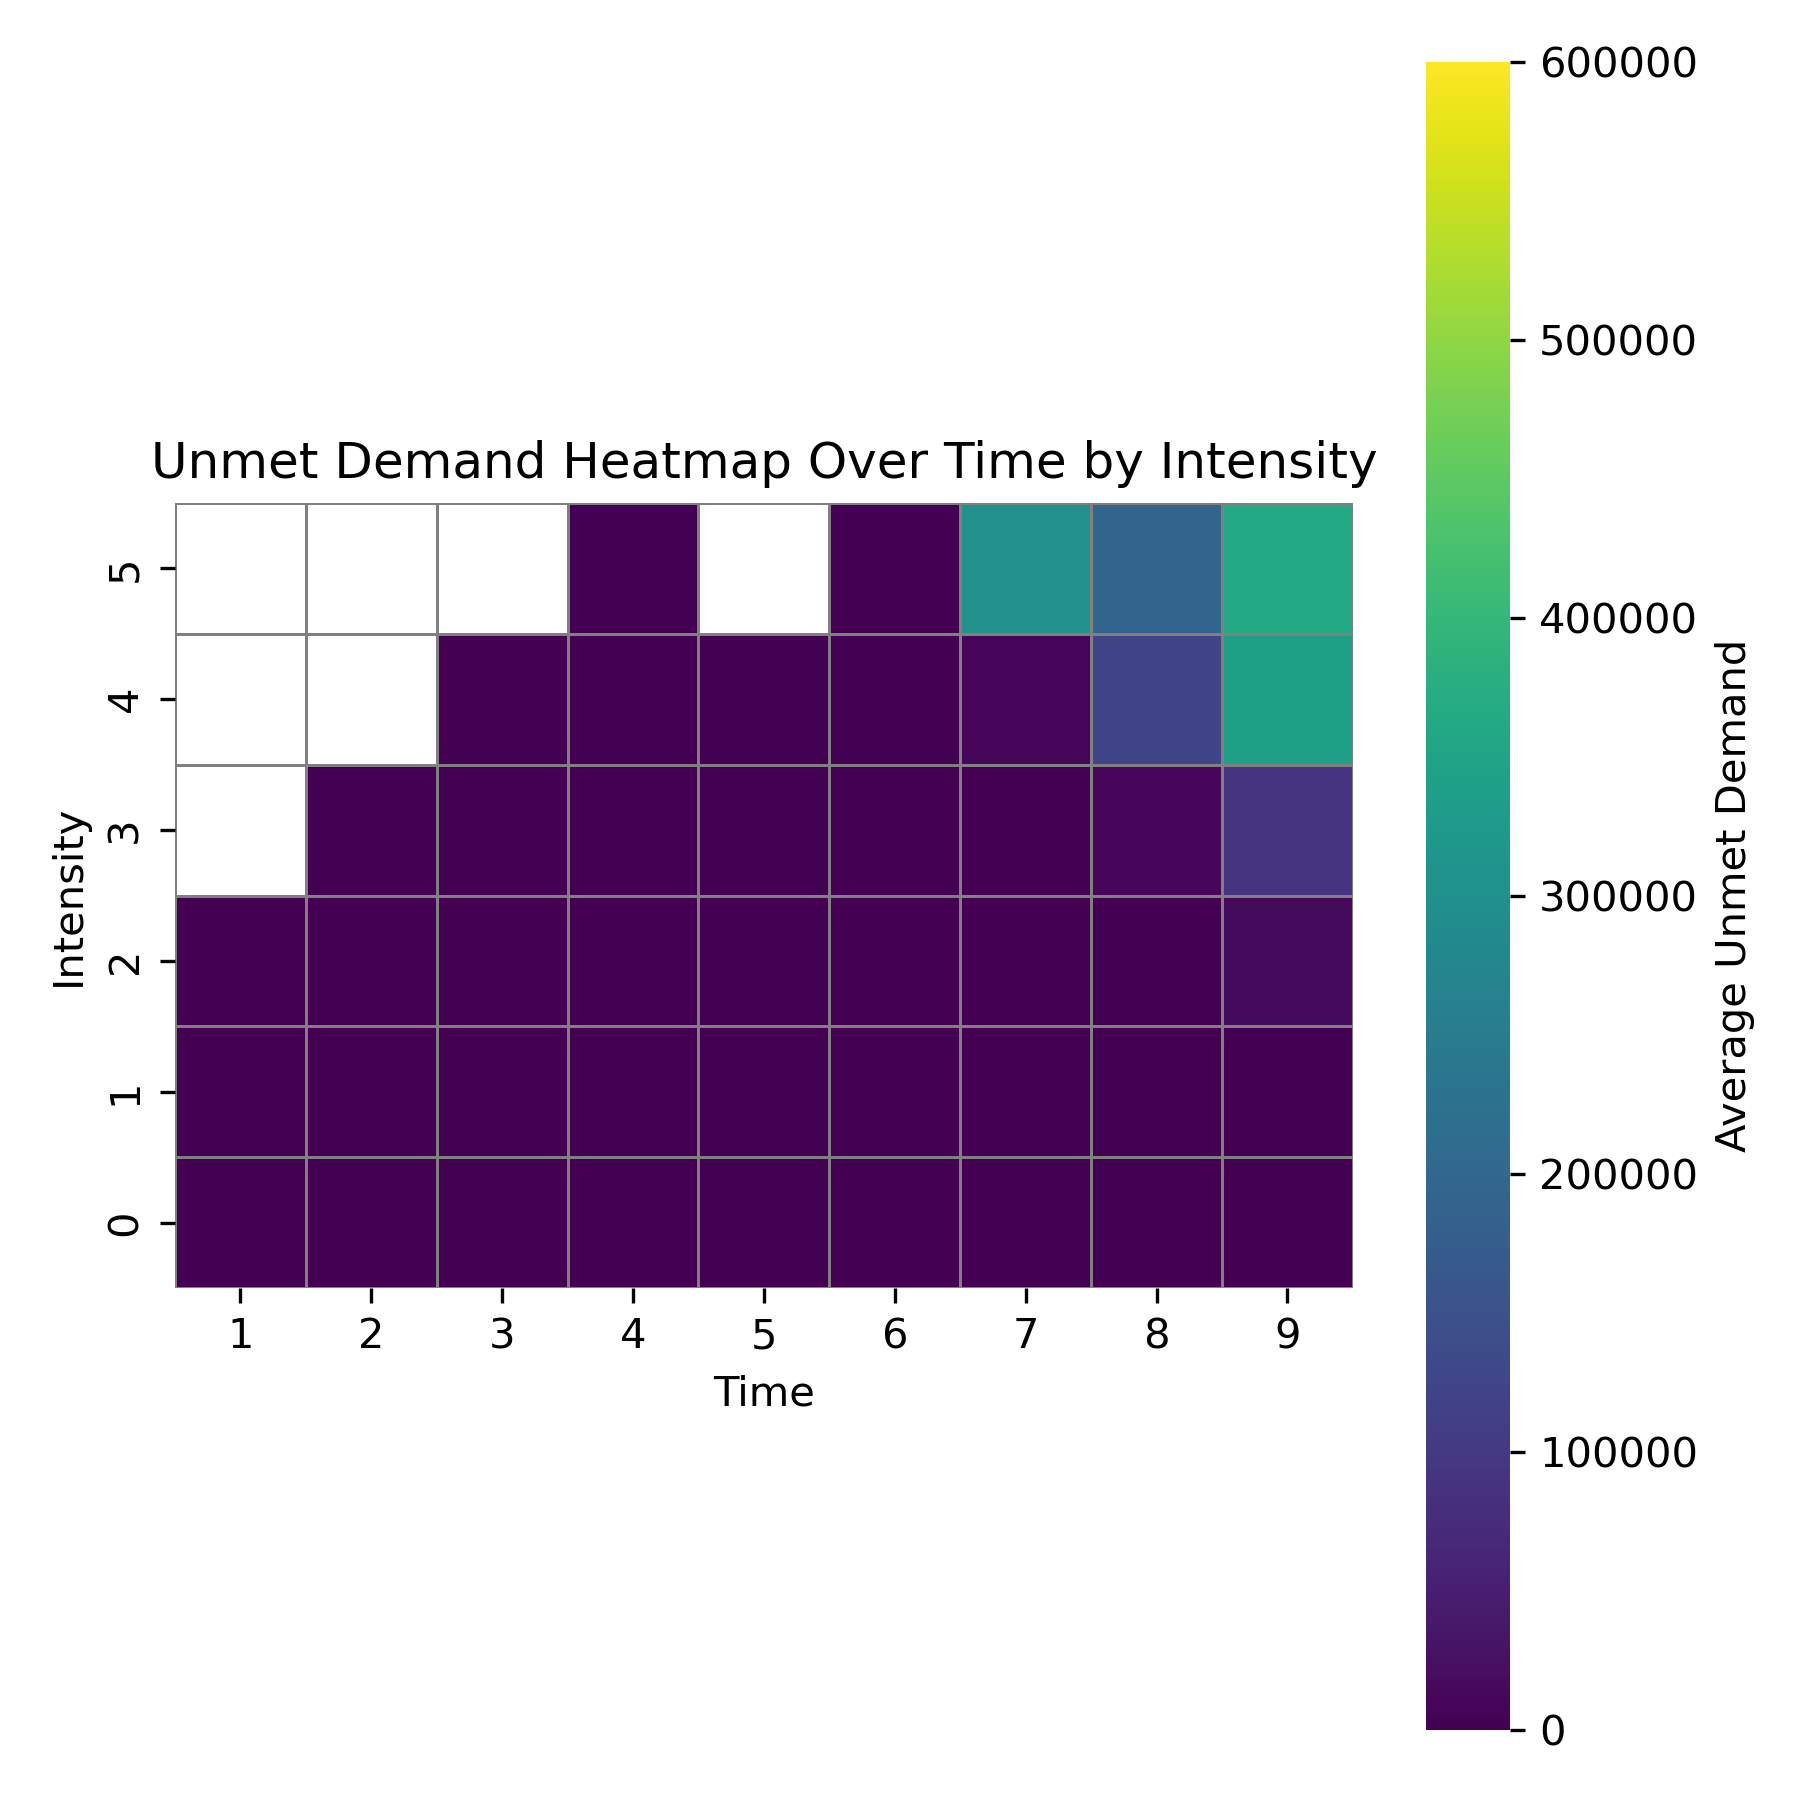 Unmet Demand Heatmap Over Time by Intensity
Intensity
5
4
3
2
1
0
1 2 3 4 5 6 7 8 9
Time
600000
500000
400000
300000
200000
100000
0
Average Unmet Demand